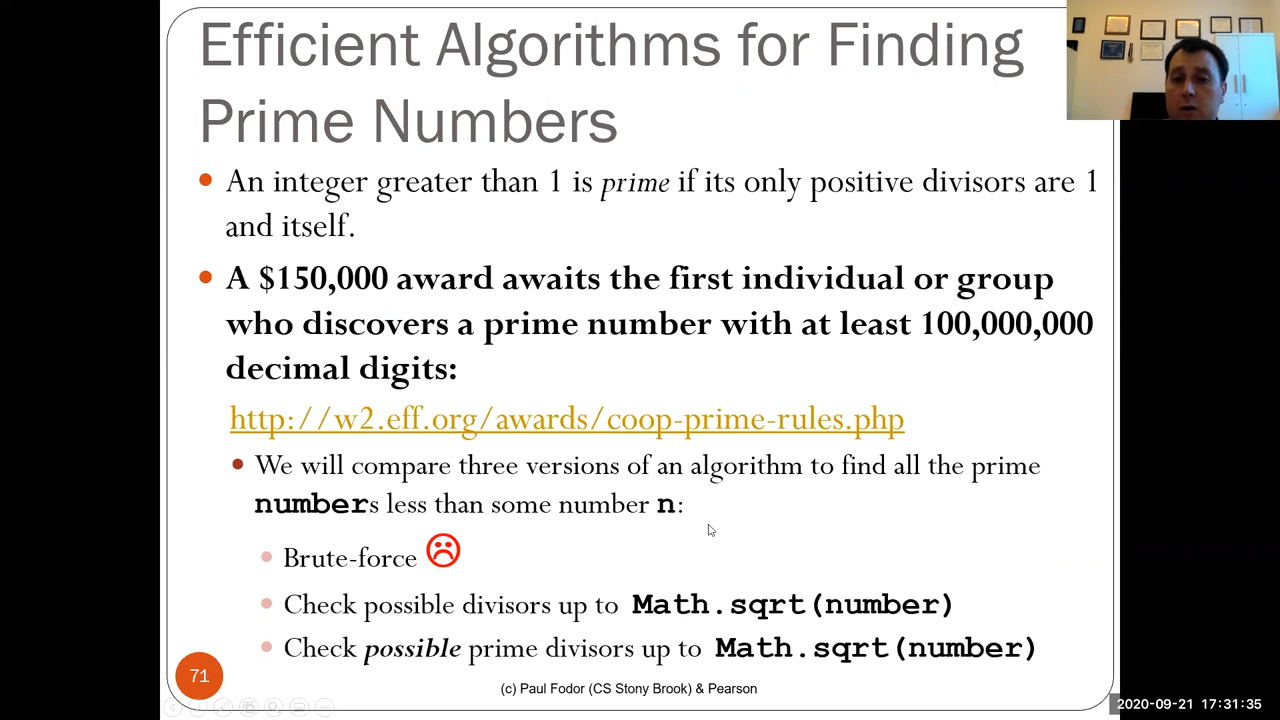 Efficient Algorithms for Finding
Prime Numbers
• An integer greater than 1 is prime if its only positive divisors are 1
and itself.
• A $150,000 award awaits the first individual or group
who discovers a prime number with at least 100,000,000
decimal digits:
http://w2.eff.org/awards/coop-prime-rules.php
• We will compare three versions of an algorithm to find all the prime
numbers less than some number n:
• Brute-force ☹
• Check possible divisors up to Math.sqrt(number)
• Check possible prime divisors up to Math.sqrt(number)
71
(c) Paul Fodor (CS Stony Brook) & Pearson
2020-09-21 17:31:35